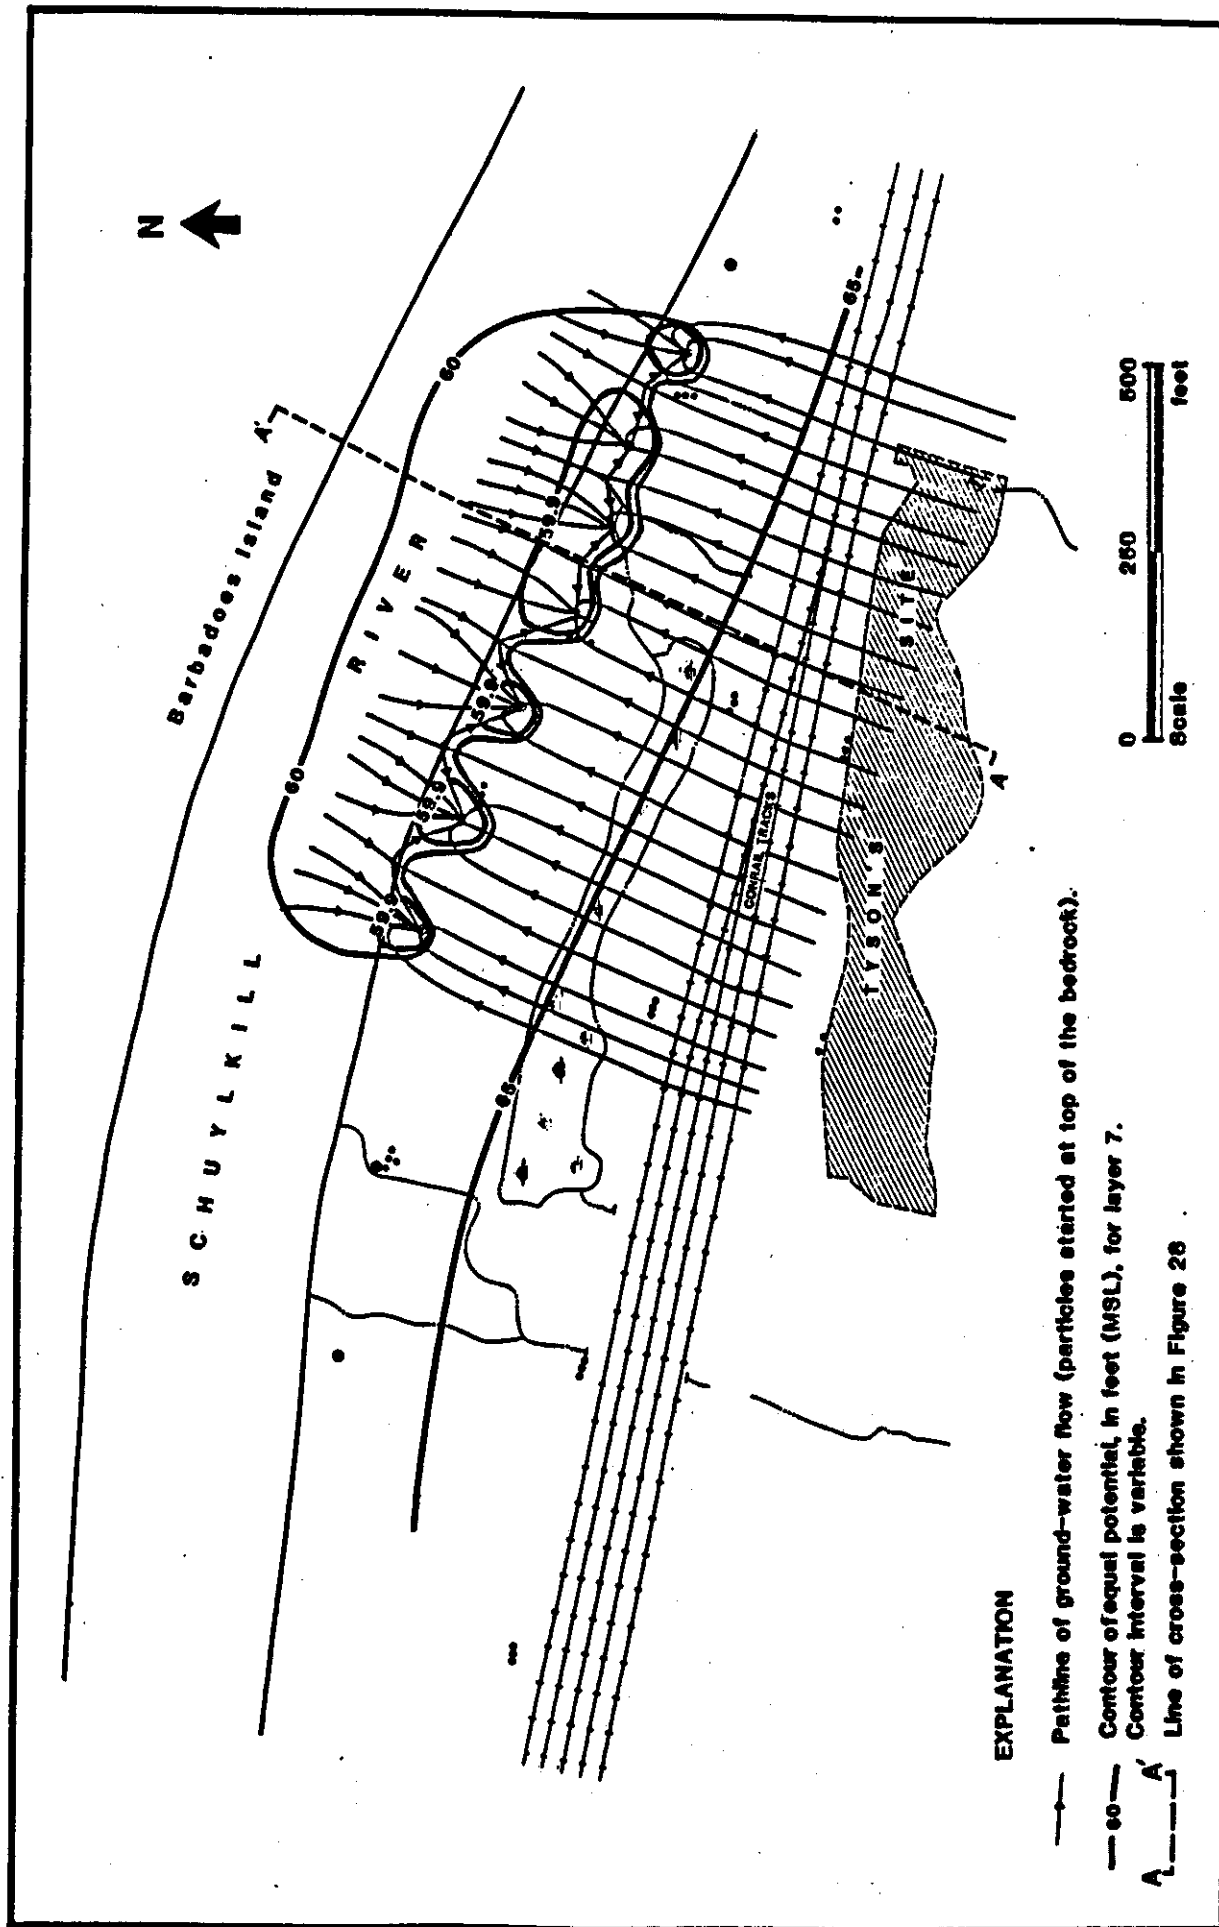 N
Barbadoes Island
A'
SCHUYLKILL RIVER
60
60
59.9
59.9
59.9
59.9
65
65
CONRAIL TRACKS
TYSON'S SITE
A
0 250 500
Scale feet
EXPLANATION
Pathline of ground-water flow (particles started at top of the bedrock).
60 Contour of equal potential, in feet (MSL), for layer 7.
Contour interval is variable.
A A' Line of cross-section shown in Figure 28